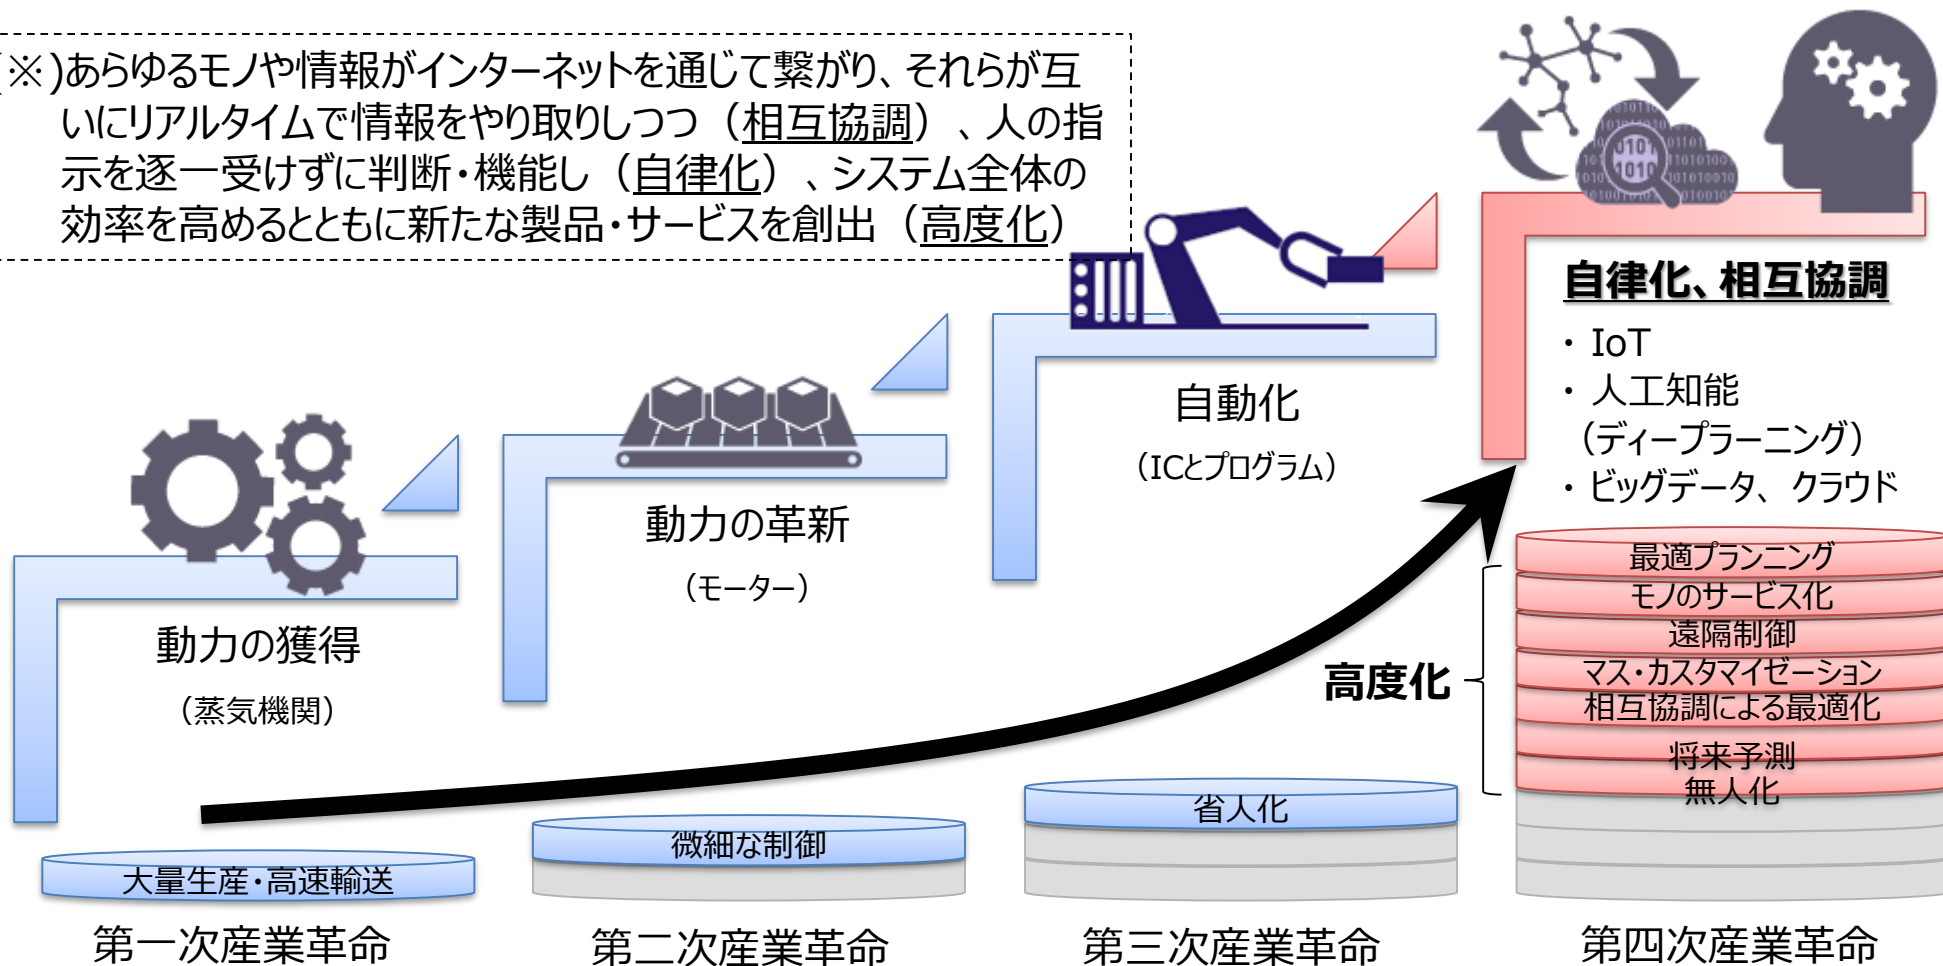 (※)あらゆるモノや情報がインターネットを通じて繋がり、それらが互
いにリアルタイムで情報をやり取りしつつ（相互協調）、人の指
示を逐一受けずに判断・機能し（自律化）、システム全体の
効率を高めるとともに新たな製品・サービスを創出（高度化）
動力の獲得
（蒸気機関）
大量生産・高速輸送
第一次産業革命
動力の革新
（モーター）
微細な制御
第二次産業革命
自動化
（ICとプログラム）
省人化
第三次産業革命
自律化、相互協調
・IoT
・人工知能
（ディープラーニング）
・ビッグデータ、クラウド
高度化
最適プランニング
モノのサービス化
遠隔制御
マス・カスタマイゼーション
相互協調による最適化
将来予測
無人化
第四次産業革命